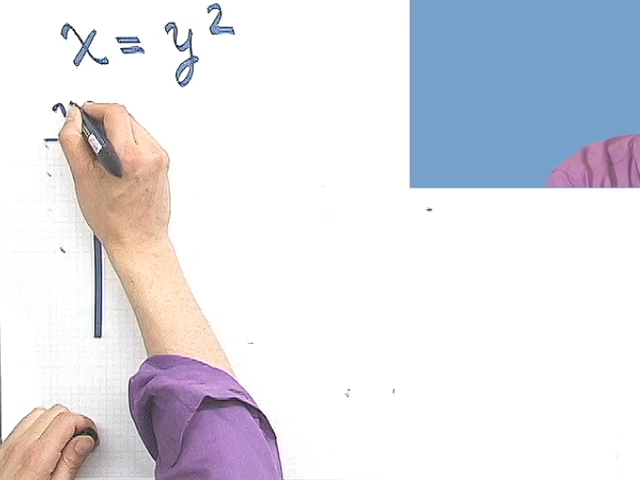 x = y²